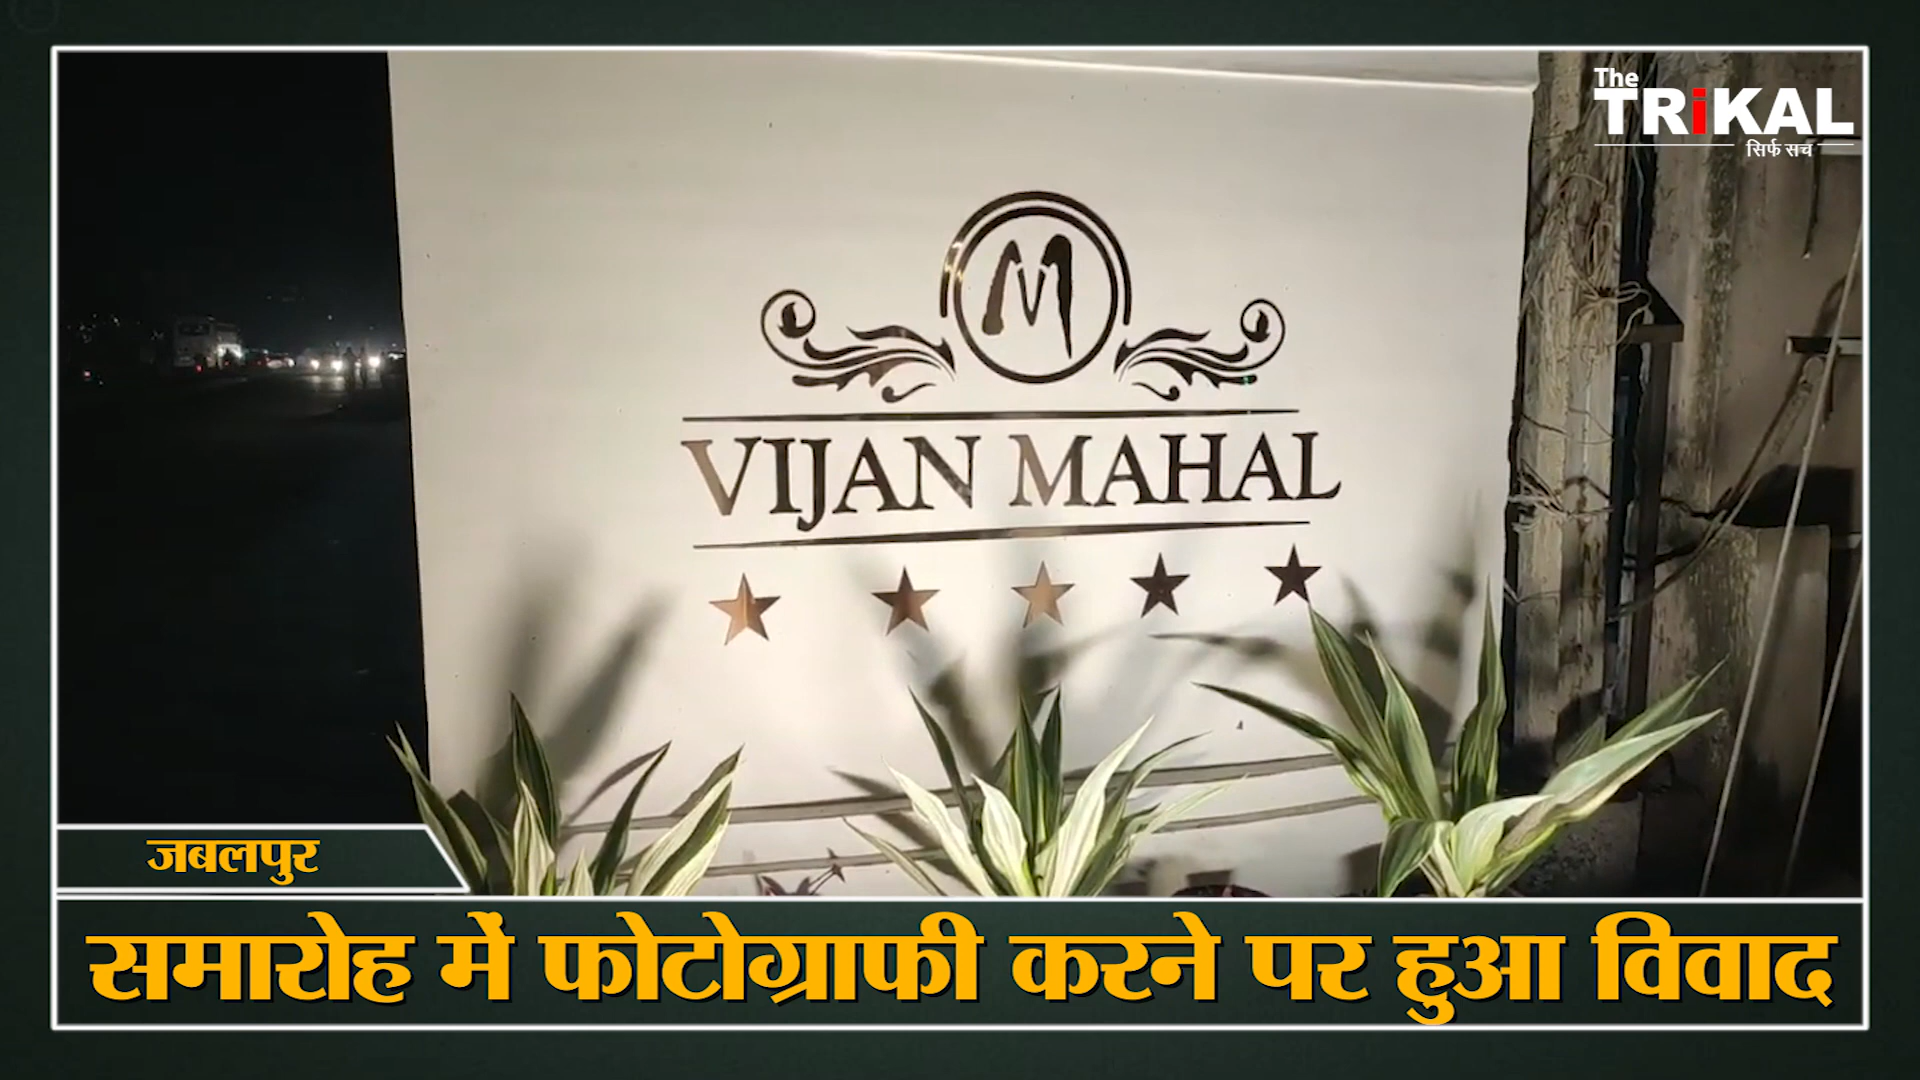 The
TRiKAL
सिर्फ सच
M
VIJAN MAHAL
जबलपुर
समारोह में फोटोग्राफी करने पर हुआ विवाद